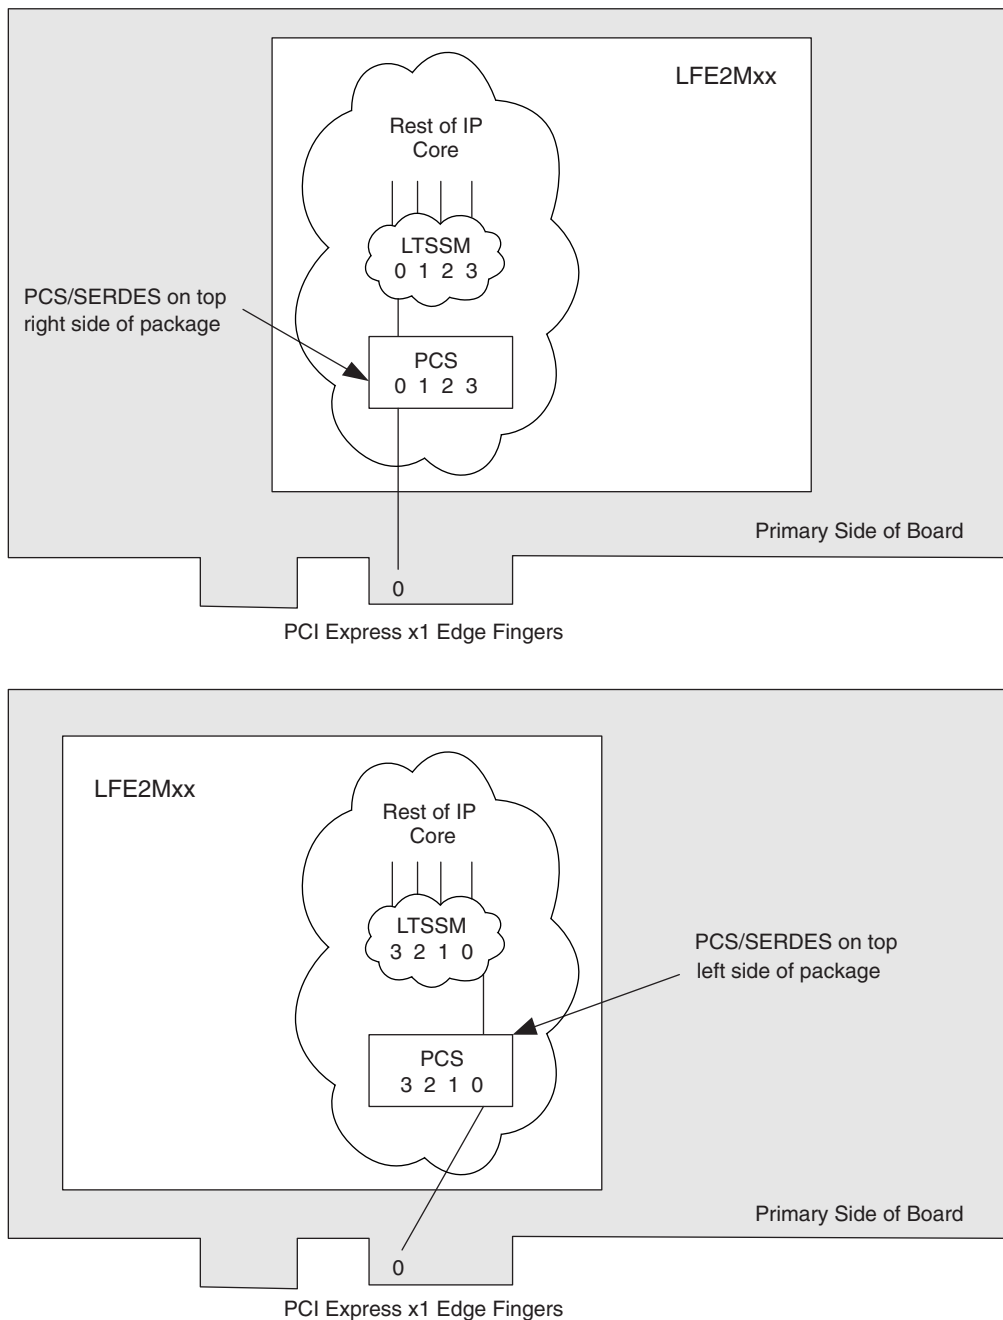 LFE2Mxx
Rest of IP
Core
LTSSM
0 1 2 3
PCS/SERDES on top
right side of package
PCS
0 1 2 3
Primary Side of Board
0
PCI Express x1 Edge Fingers
LFE2Mxx
Rest of IP
Core
LTSSM
3 2 1 0
PCS/SERDES on top
left side of package
PCS
3 2 1 0
Primary Side of Board
0
PCI Express x1 Edge Fingers